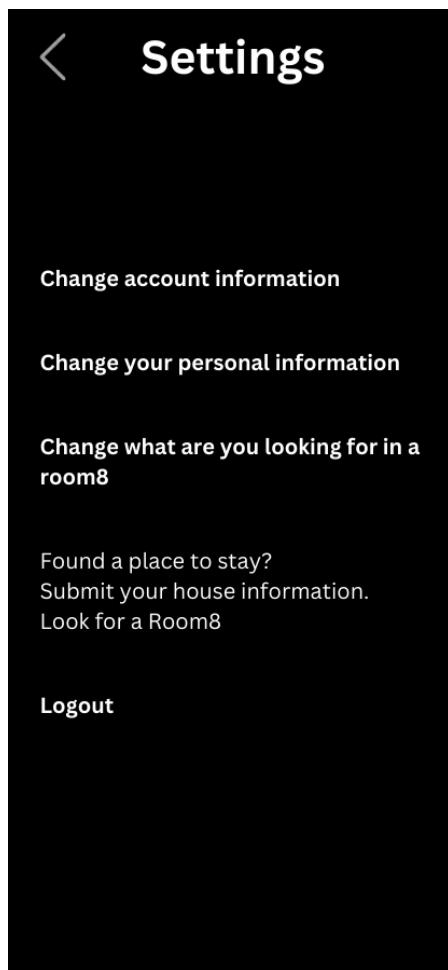 Settings
Change account information
Change your personal information
Change what are you looking for in a
room8
Found a place to stay?
Submit your house information.
Look for a Room8
Logout